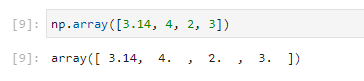 [9]: np.array([3.14, 4, 2, 3])
[9]: array([ 3.14,  4.  ,  2.  ,  3.  ])